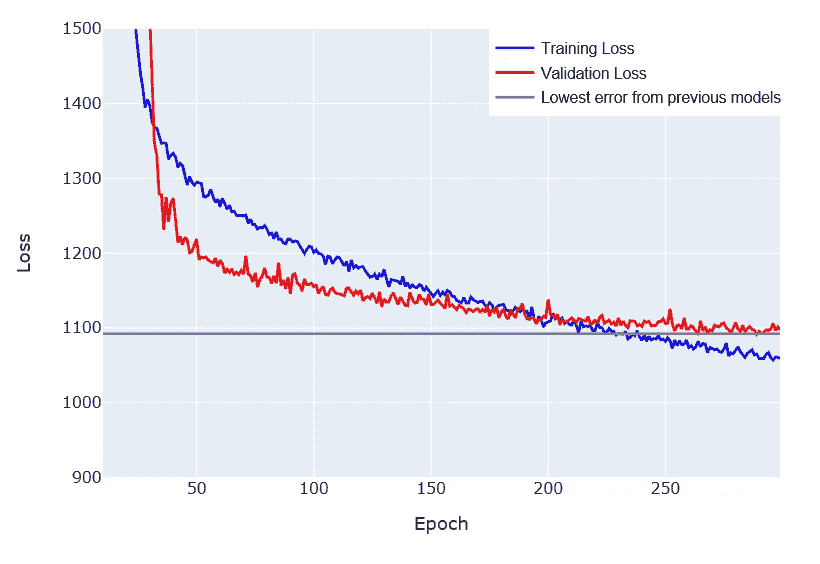 1500
1400
1300
1200
1100
1000
900
Loss
50 100 150 200 250
Epoch
Training Loss
Validation Loss
Lowest error from previous models